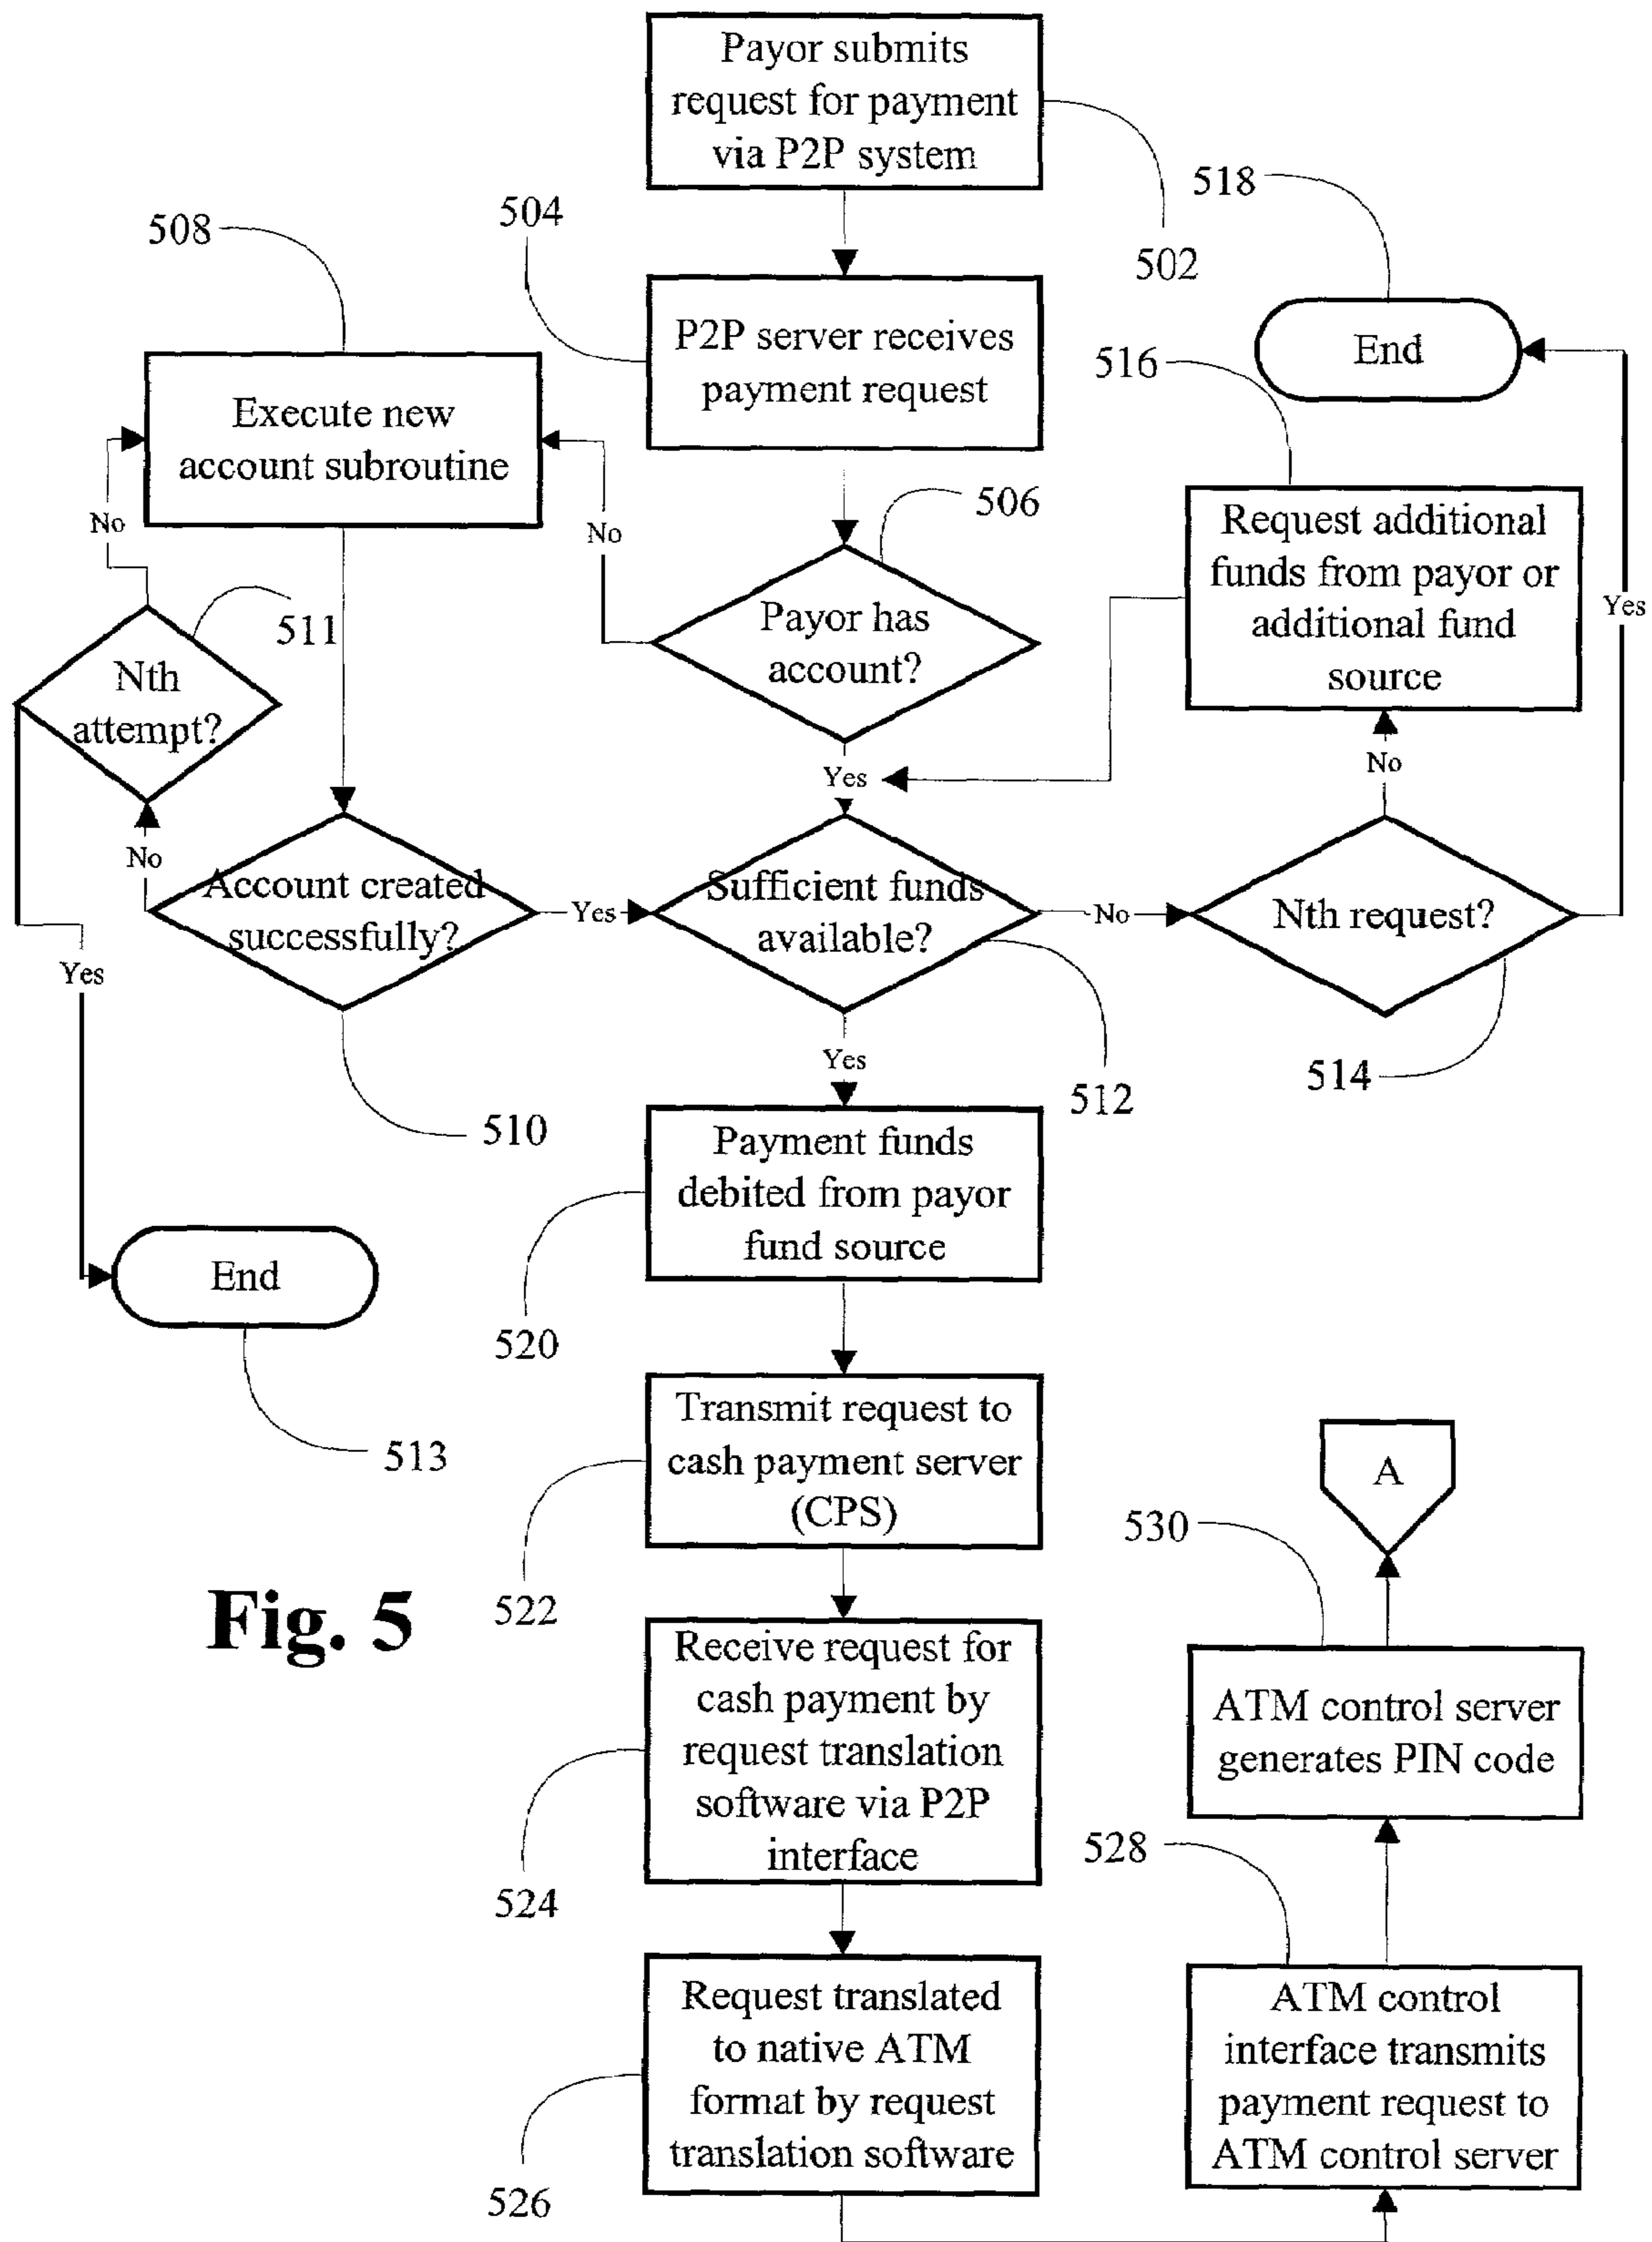 Payor submits
request for payment
via P2P system
502
518
504
508
P2P server receives
payment request
End
516
Execute new
account subroutine
506
Request additional
funds from payor or
additional fund
source
No
No
Yes
511
Payor has
account?
Nth
attempt?
Yes
No
No
Account created
successfully?
Yes
Sufficient funds
available?
No
Nth request?
Yes
Yes
512
514
510
Payment funds
debited from payor
fund source
End
520
513
Transmit request to
cash payment server
(CPS)
A
530
522
Fig. 5
Receive request for
cash payment by
request translation
software via P2P
interface
ATM control server
generates PIN code
528
524
Request translated
to native ATM
format by request
translation software
ATM control
interface transmits
payment request to
ATM control server
526